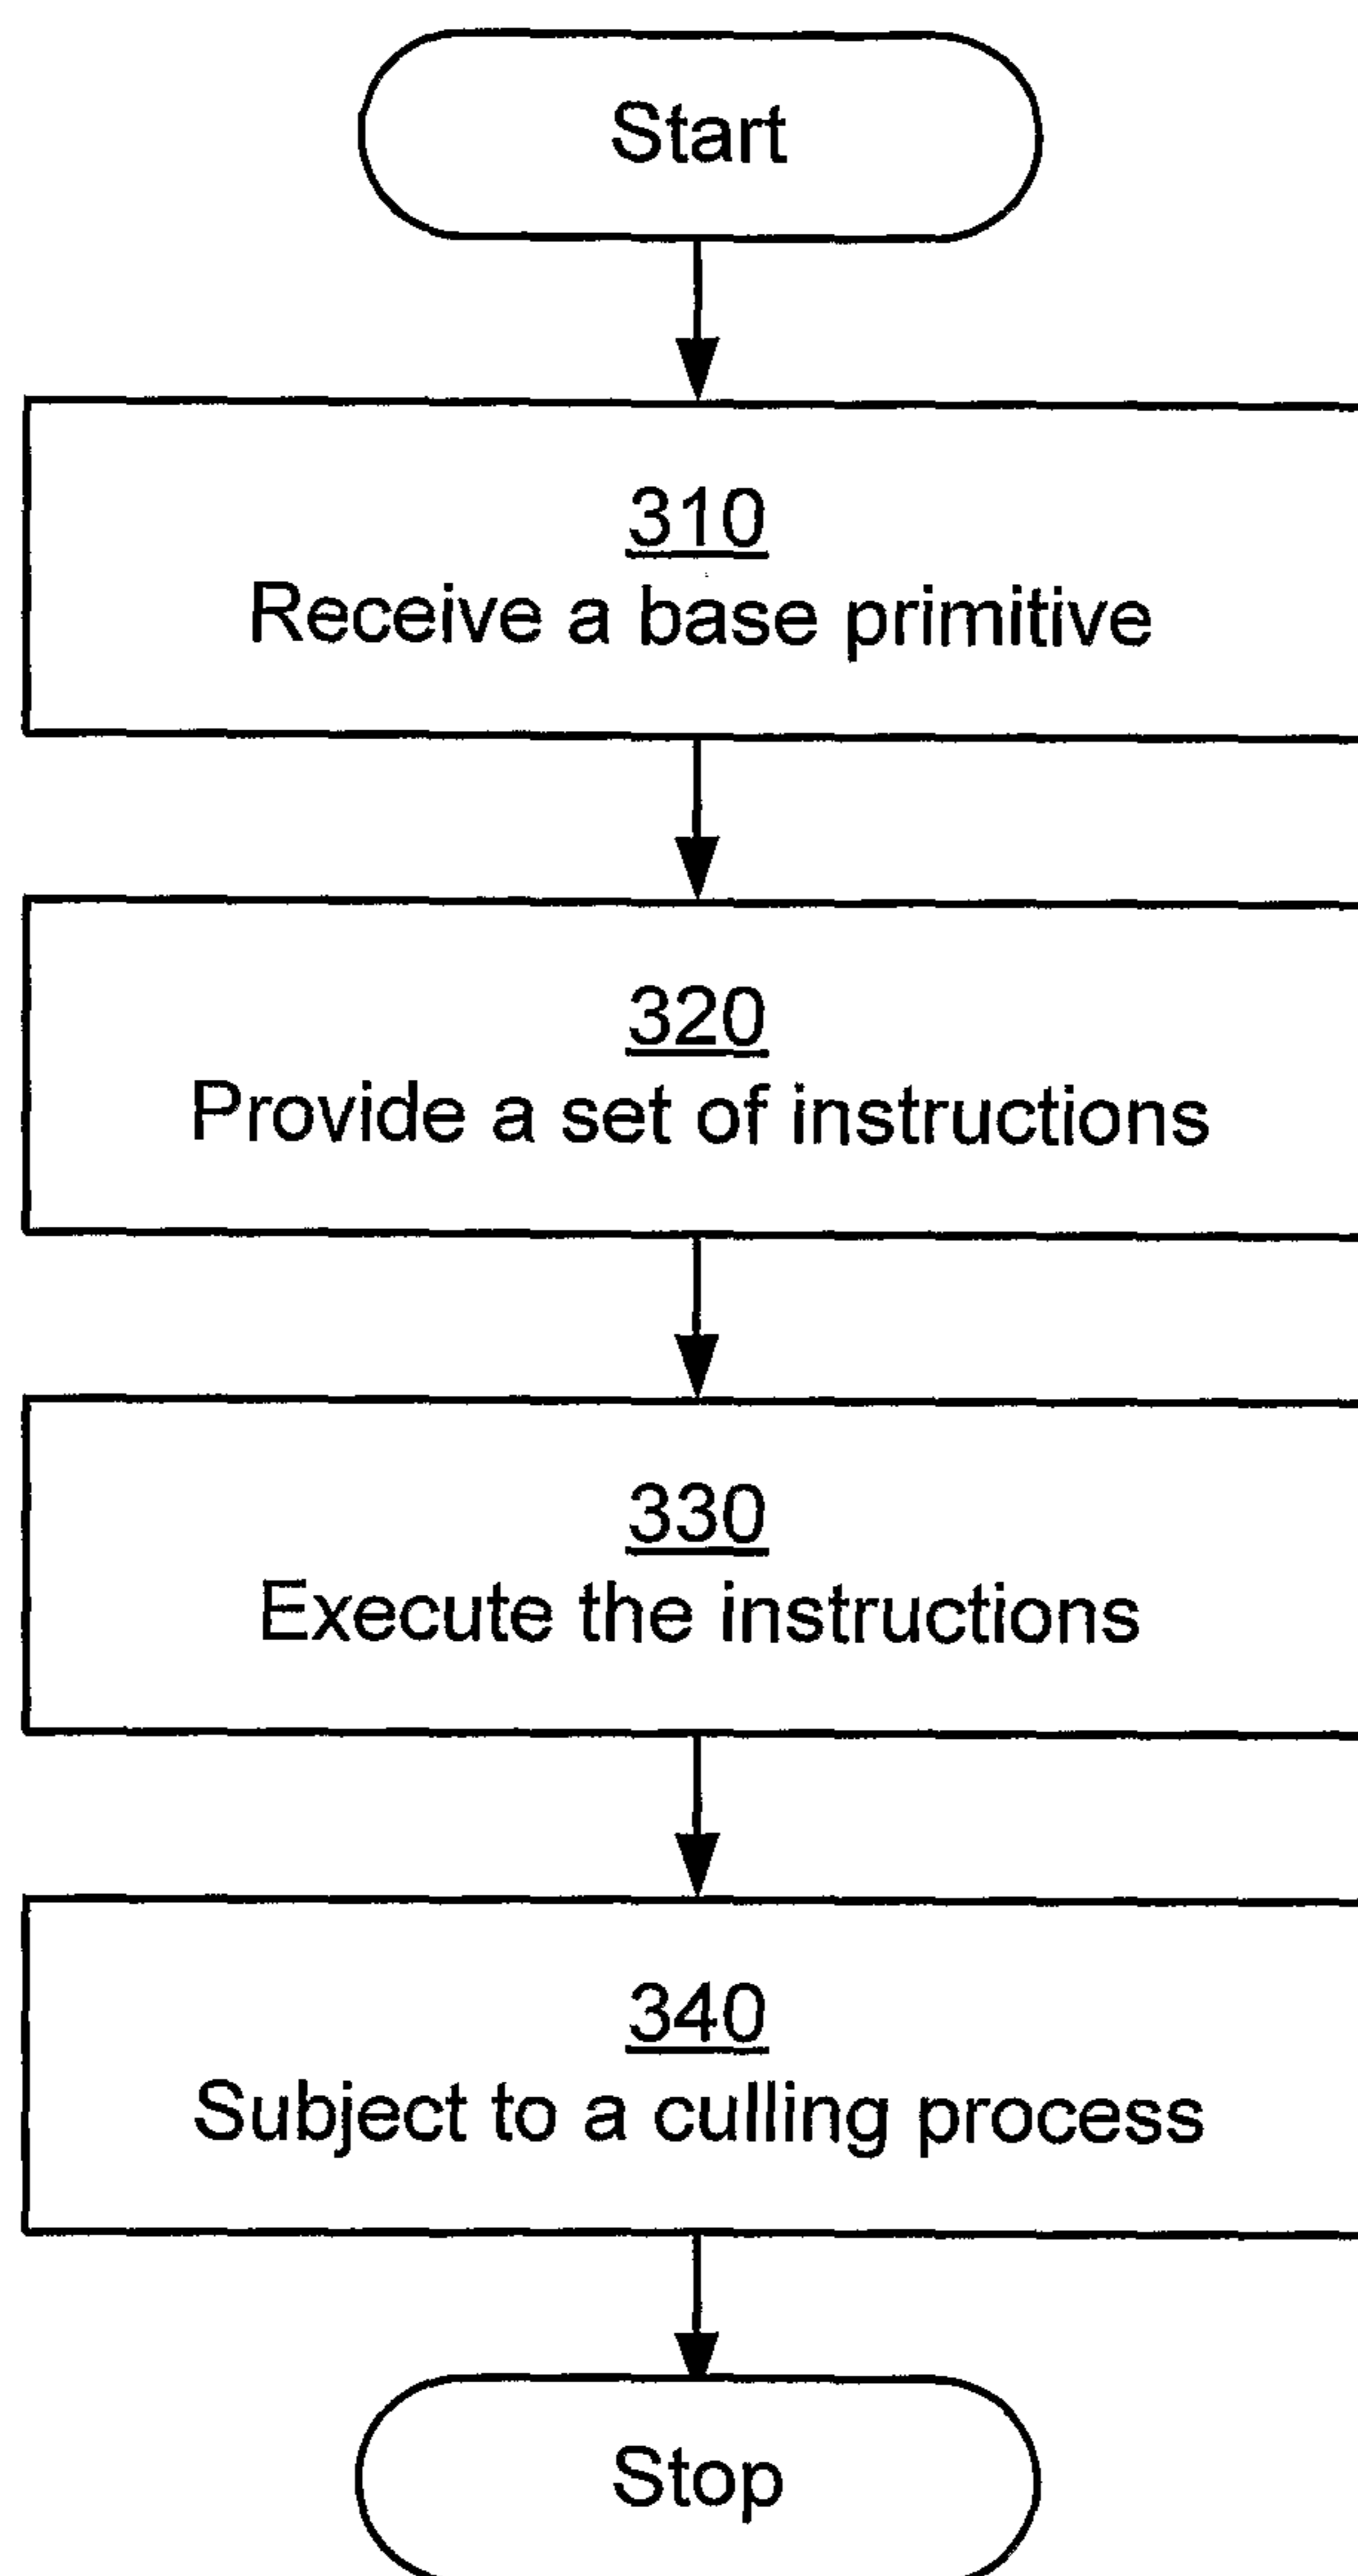 Start
310
Receive a base primitive
320
Provide a set of instructions
330
Execute the instructions
340
Subject to a culling process
Stop